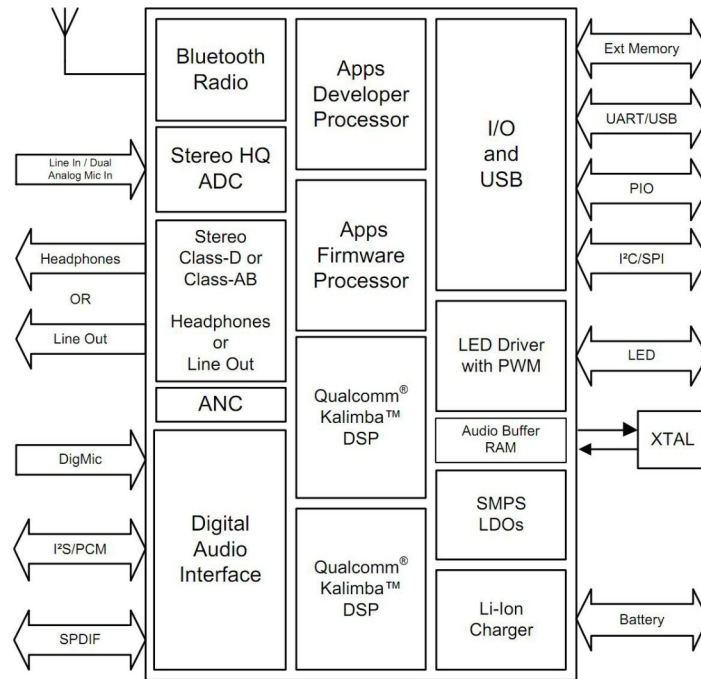 Bluetooth
Radio
Stereo HQ
ADC
Stereo
Class-D or
Class-AB
Headphones
or
Line Out
ANC
Digital
Audio
Interface
Apps
Developer
Processor
Apps
Firmware
Processor
Qualcomm®
Kalimba™
DSP
Qualcomm®
Kalimba™
DSP
I/O
and
USB
LED Driver
with PWM
Audio Buffer
RAM
SMPS
LDOs
Li-Ion
Charger
Line In / Dual
Analog Mic In
Headphones
OR
Line Out
DigMic
I²S/PCM
SPDIF
Ext Memory
UART/USB
PIO
I²C/SPI
LED
XTAL
Battery